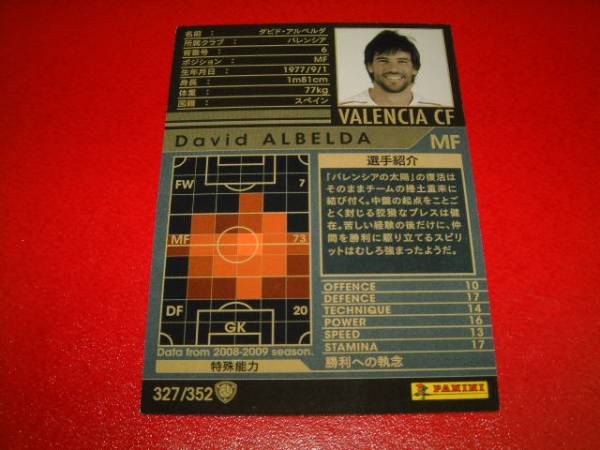 名前 : ダビド・アルベルダ
所属クラブ : バレンシア
背番号 : 6
ポジション : MF
生年月日 : 1977/9/1
身長 : 1m81cm
体重 : 77kg
国籍 : スペイン
VALENCIA CF
David ALBELDA MF
FW 7
MF 73
DF 20
GK
Data from 2008-2009 season.
選手紹介
「バレンシアの太陽」の復活は
そのままチームの捲土重来に
結び付く。中盤の起点をことご
とく封じる狡猾なプレスは健
在。苦しい経験の後だけに、仲
間を勝利に駆り立てるスピリ
ットはむしろ強まったようだ。
OFFENCE 10
DEFENCE 17
TECHNIQUE 14
POWER 16
SPEED 13
STAMINA 17
特殊能力 勝利への執念
327/352
PANINI